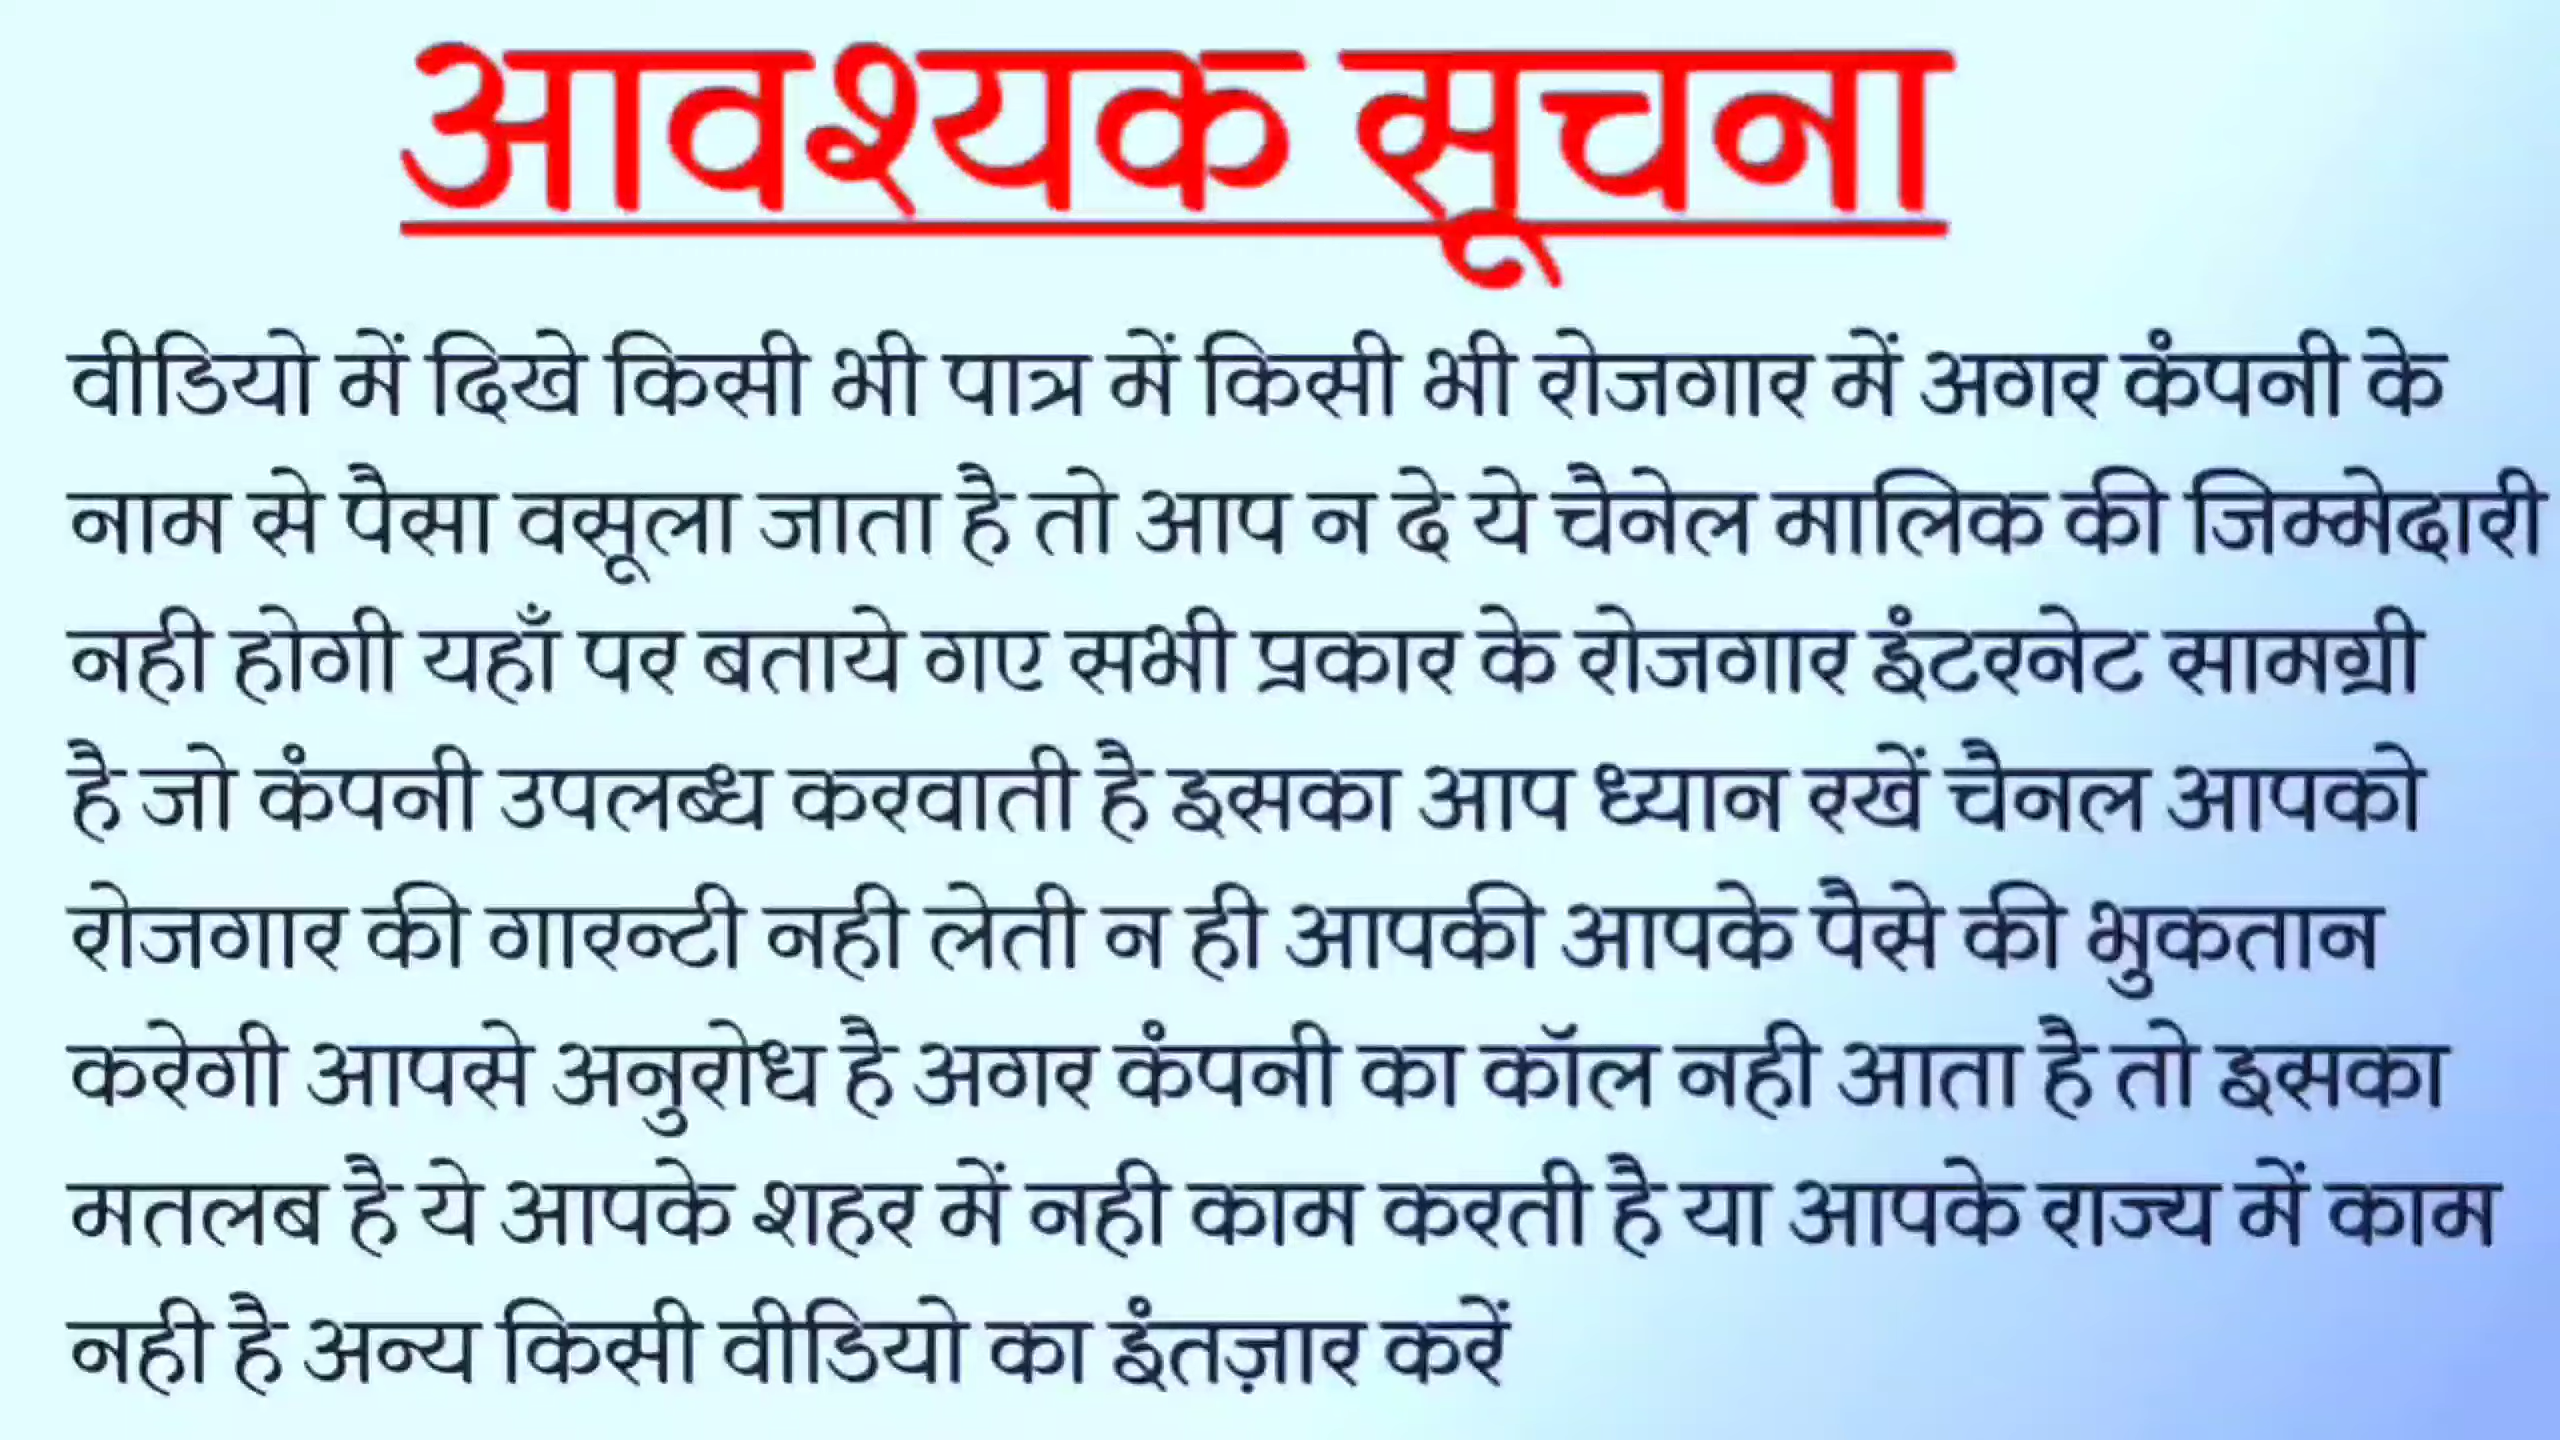 आवश्यक सूचना
वीडियो में दिखे किसी भी पात्र में किसी भी रोजगार में अगर कंपनी के
नाम से पैसा वसूला जाता है तो आप न दे ये चैनेल मालिक की जिम्मेदारी
नही होगी यहाँ पर बताये गए सभी प्रकार के रोजगार इंटरनेट सामग्री
है जो कंपनी उपलब्ध करवाती है इसका आप ध्यान रखें चैनल आपको
रोजगार की गारन्टी नही लेती न ही आपकी आपके पैसे की भुकतान
करेगी आपसे अनुरोध है अगर कंपनी का कॉल नही आता है तो इसका
मतलब है ये आपके शहर में नही काम करती है या आपके राज्य में काम
नही है अन्य किसी वीडियो का इंतज़ार करें